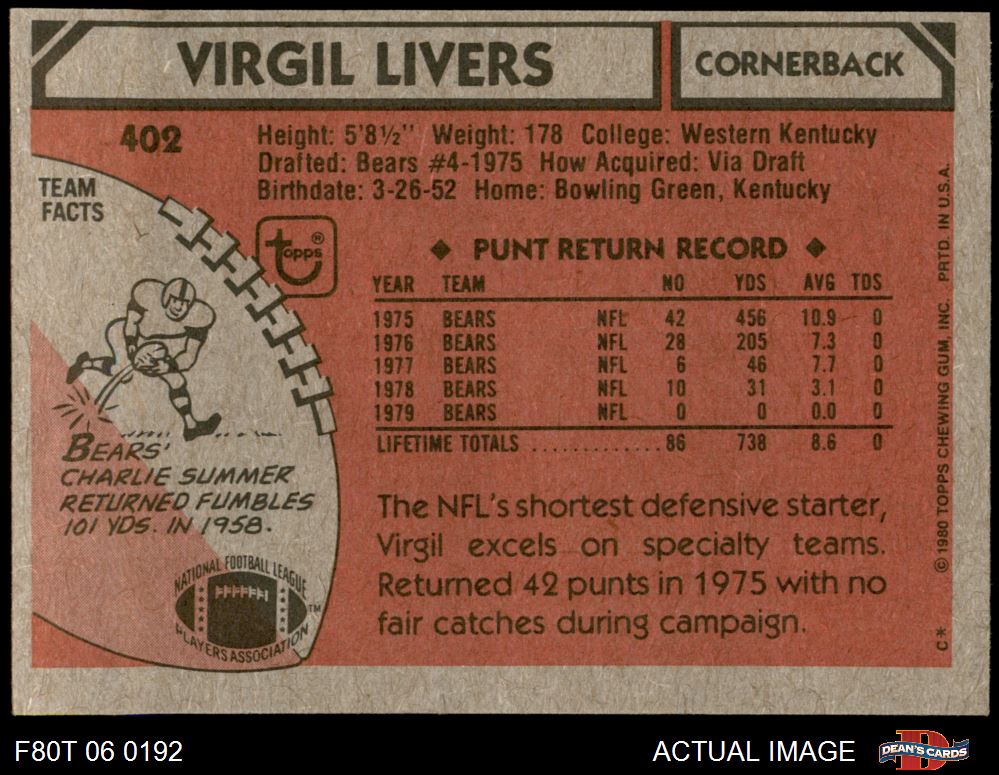 VIRGIL LIVERS
CORNERBACK
402
Height: 5'8½" Weight: 178 College: Western Kentucky
Drafted: Bears #4-1975 How Acquired: Via Draft
Birthdate: 3-26-52 Home: Bowling Green, Kentucky
TEAM
FACTS
topps®
◆ PUNT RETURN RECORD ◆
YEAR TEAM NO YDS AVG TDS
1975 BEARS NFL 42 456 10.9 0
1976 BEARS NFL 28 205 7.3 0
1977 BEARS NFL 6 46 7.7 0
1978 BEARS NFL 10 31 3.1 0
1979 BEARS NFL 0 0 0.0 0
LIFETIME TOTALS .............. 86 738 8.6 0
BEARS'
CHARLIE SUMMER
RETURNED FUMBLES
101 YDS. IN 1958.
The NFL's shortest defensive starter,
Virgil excels on specialty teams.
Returned 42 punts in 1975 with no
fair catches during campaign.
NATIONAL FOOTBALL LEAGUE
PLAYERS ASSOCIATION
TM
C* ©1980 TOPPS CHEWING GUM, INC. PRTD. IN U.S.A.
F80T 06 0192
ACTUAL IMAGE
D
DEAN'S CARDS